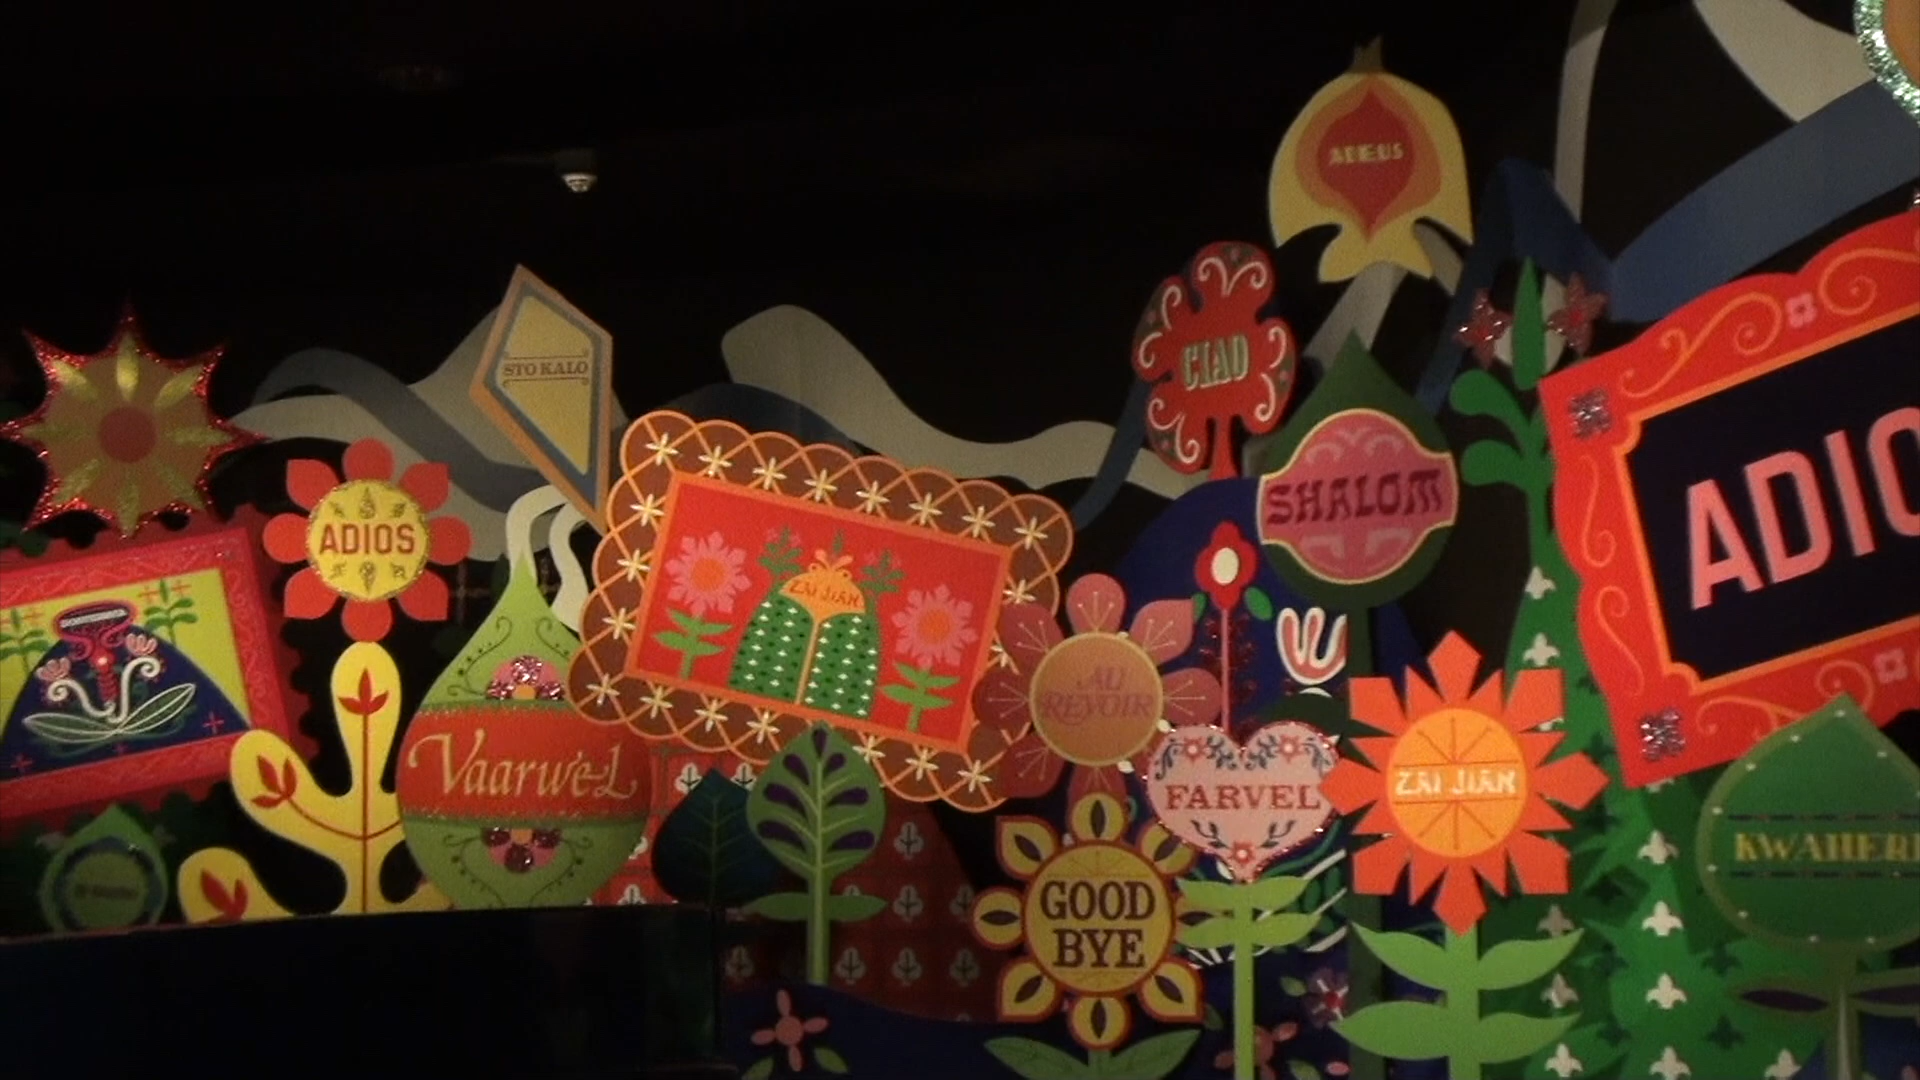 ADEUS
CIAO
STO KALO
SHALOM
ADIOS
ADIO
ZAI JIAN
AU
REVOIR
Vaarwel
FARVEL
ZAI JIAN
KWAHERI
GOOD
BYE